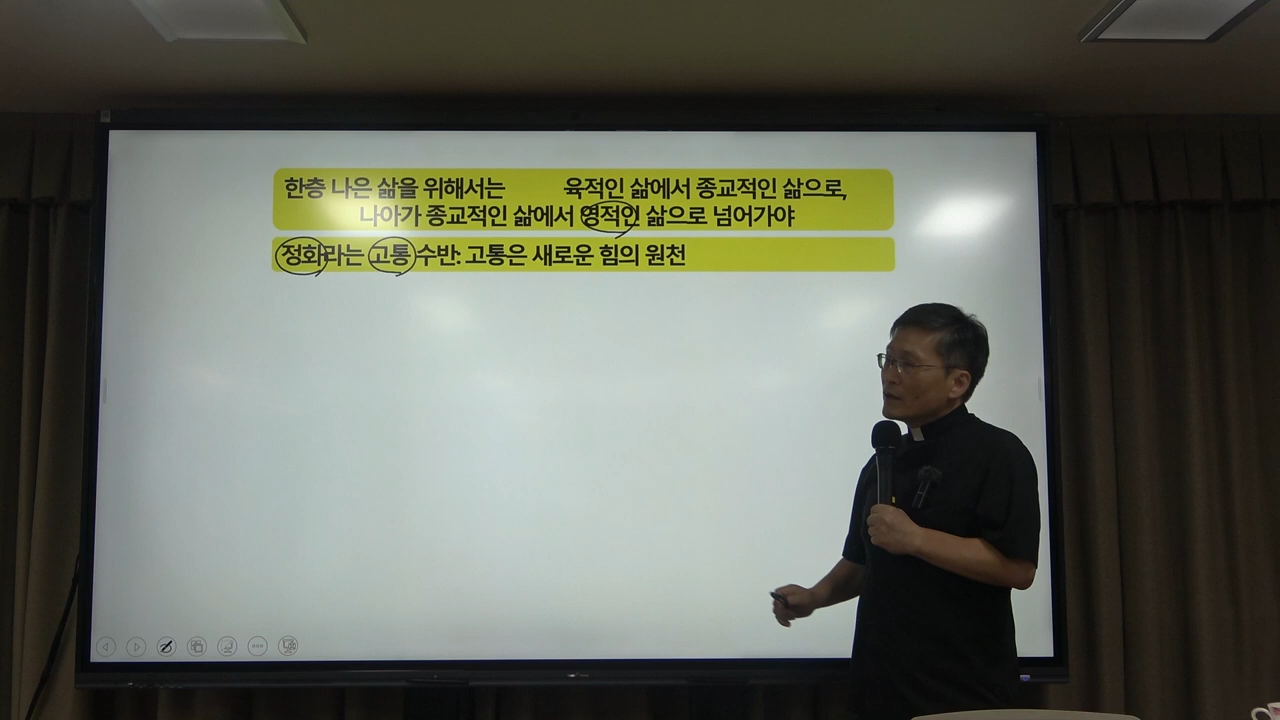 한층 나은 삶을 위해서는 육적인 삶에서 종교적인 삶으로,
나아가 종교적인 삶에서 영적인 삶으로 넘어가야
정화라는 고통 수반: 고통은 새로운 힘의 원천